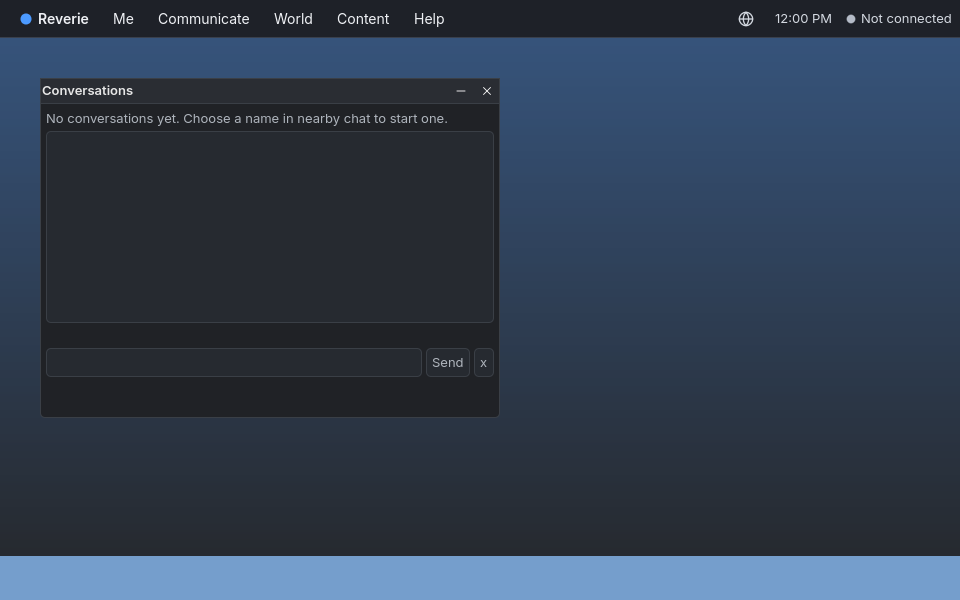 Reverie Me Communicate World Content Help 12:00 PM Not connected
Conversations
No conversations yet. Choose a name in nearby chat to start one.
Send x